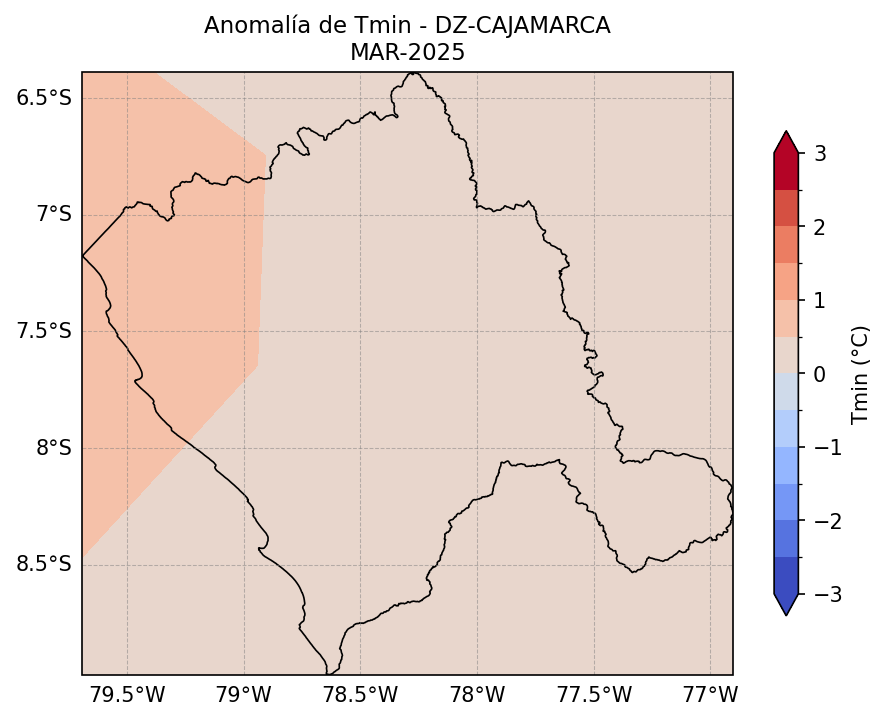 Anomalía de Tmin - DZ-CAJAMARCA
MAR-2025
6.5°S
7°S
7.5°S
8°S
8.5°S
79.5°W
79°W
78.5°W
78°W
77.5°W
77°W
3
2
1
0
−1
−2
−3
Tmin (°C)